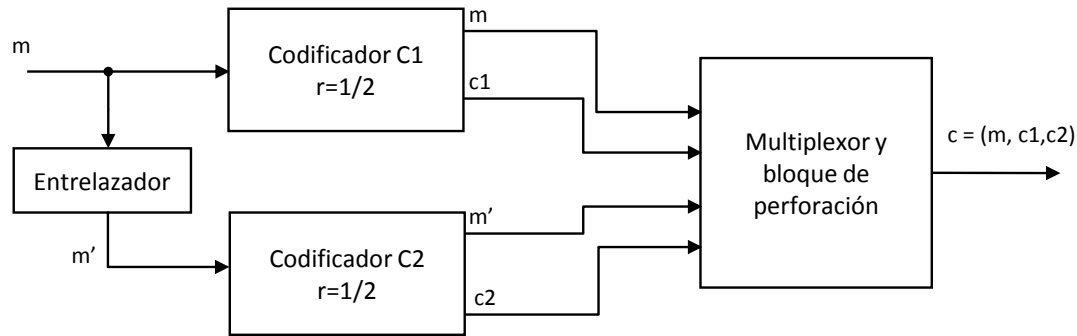 m
Codificador C1
r=1/2
m
c1
Entrelazador
m’
Codificador C2
r=1/2
m’
c2
Multiplexor y
bloque de
perforación
c = (m, c1,c2)